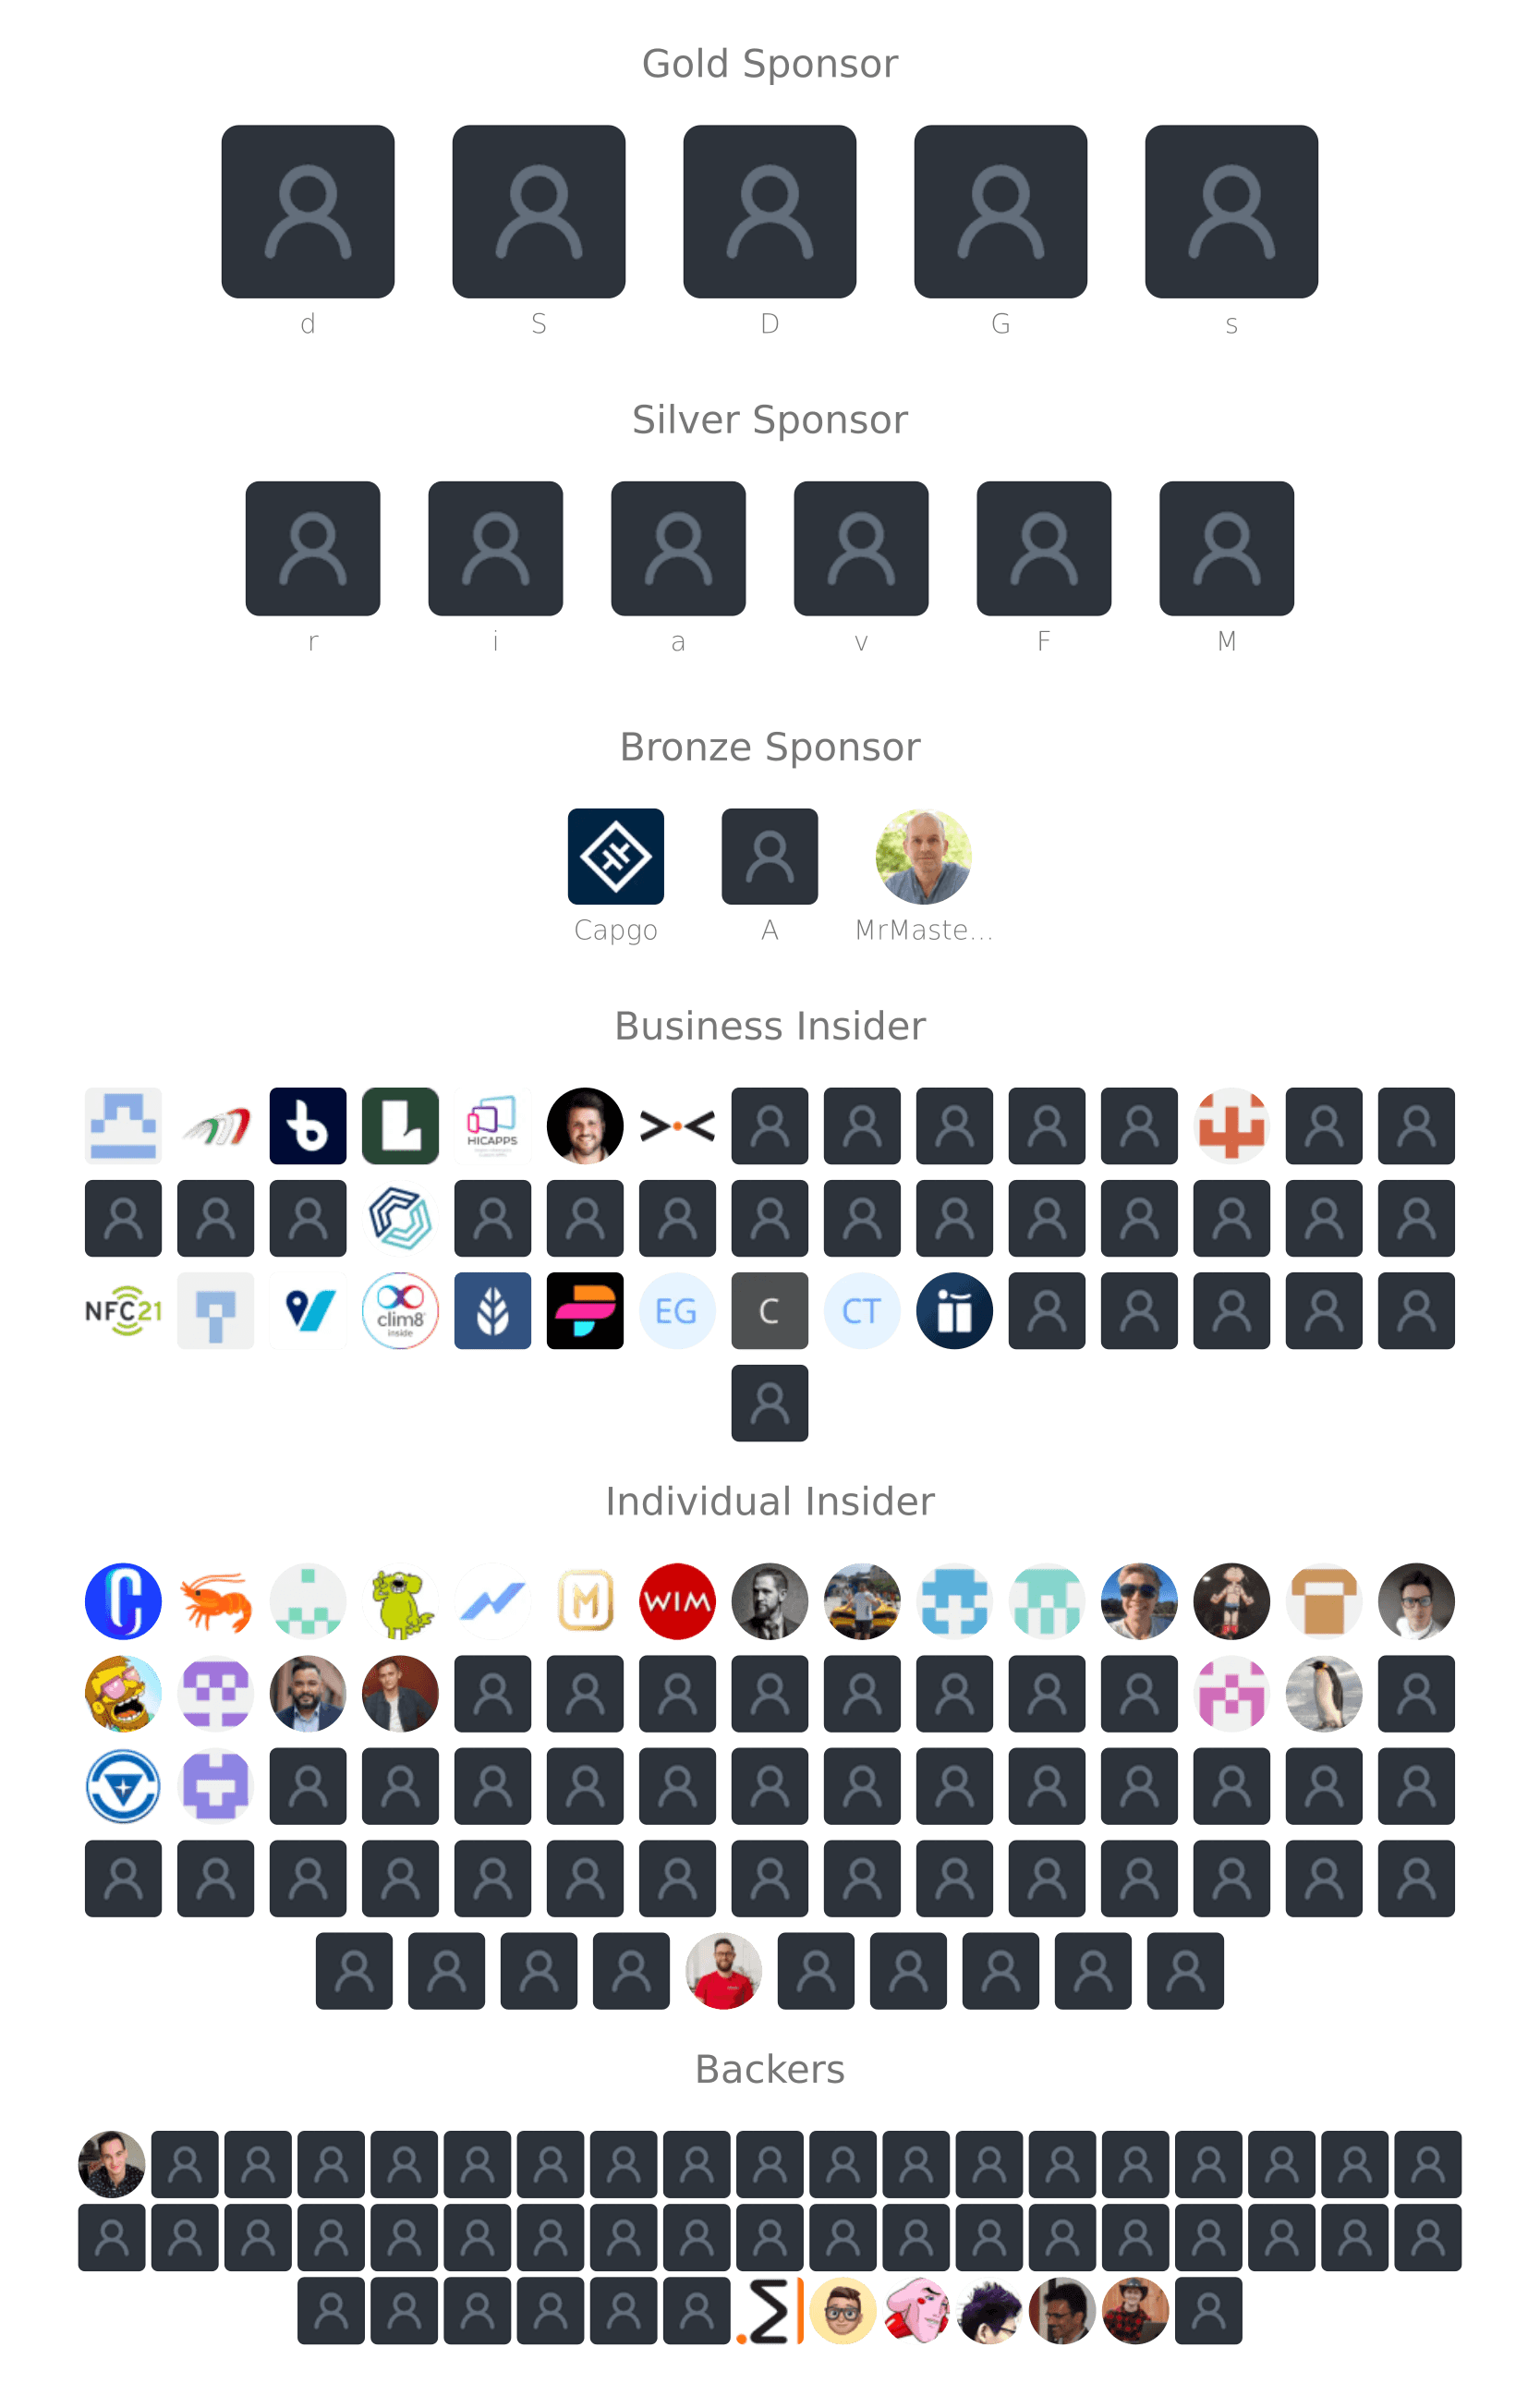 Gold Sponsor
d S D G s
Silver Sponsor
r i a v F M
Bronze Sponsor
Capgo A MrMaste...
Business Insider
HICAPPS
NFC21 clim8 inside EG C CT
Individual Insider
M WIM
Backers